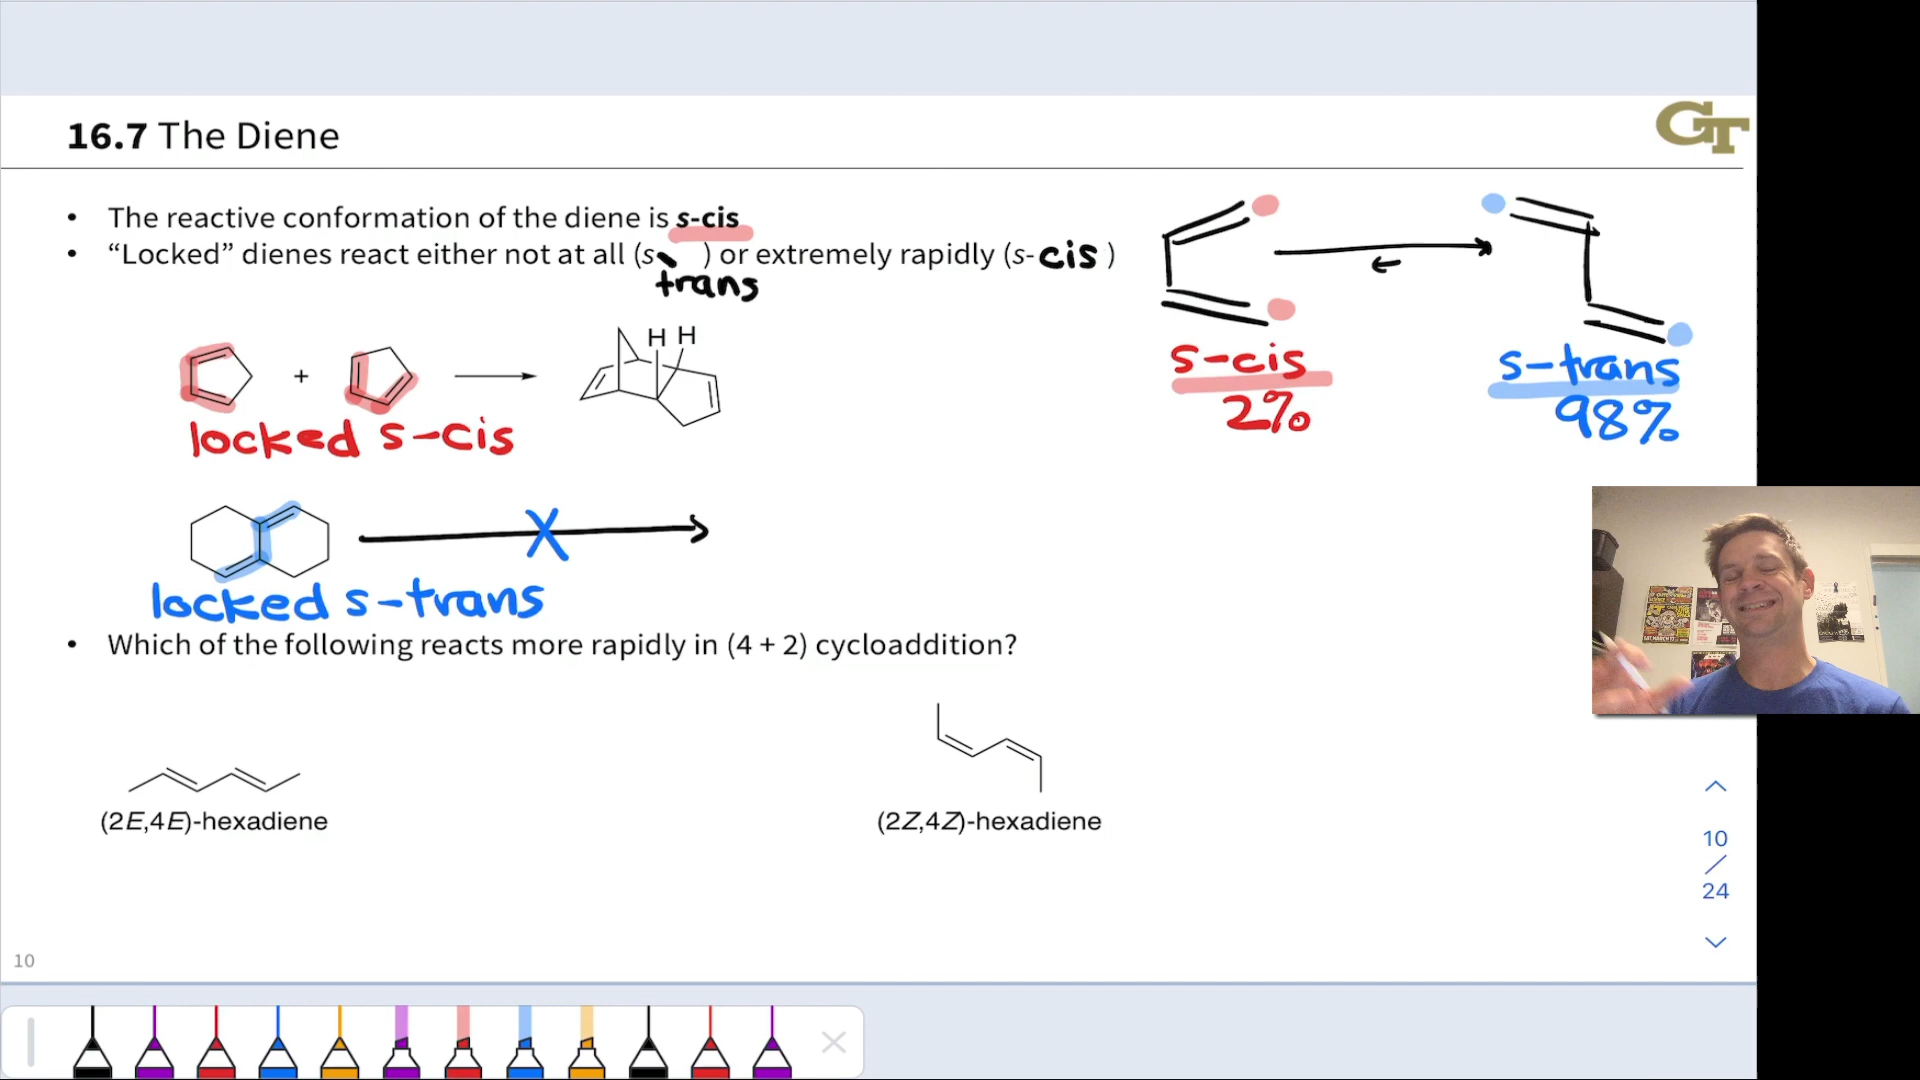 16.7 The Diene
GT
• The reactive conformation of the diene is s-cis
• “Locked” dienes react either not at all (s-trans) or extremely rapidly (s-cis)
s-cis
2%
s-trans
98%
+
H H
locked s-cis
X
locked s-trans
• Which of the following reacts more rapidly in (4 + 2) cycloaddition?
(2E,4E)-hexadiene
(2Z,4Z)-hexadiene
10
/
24
10